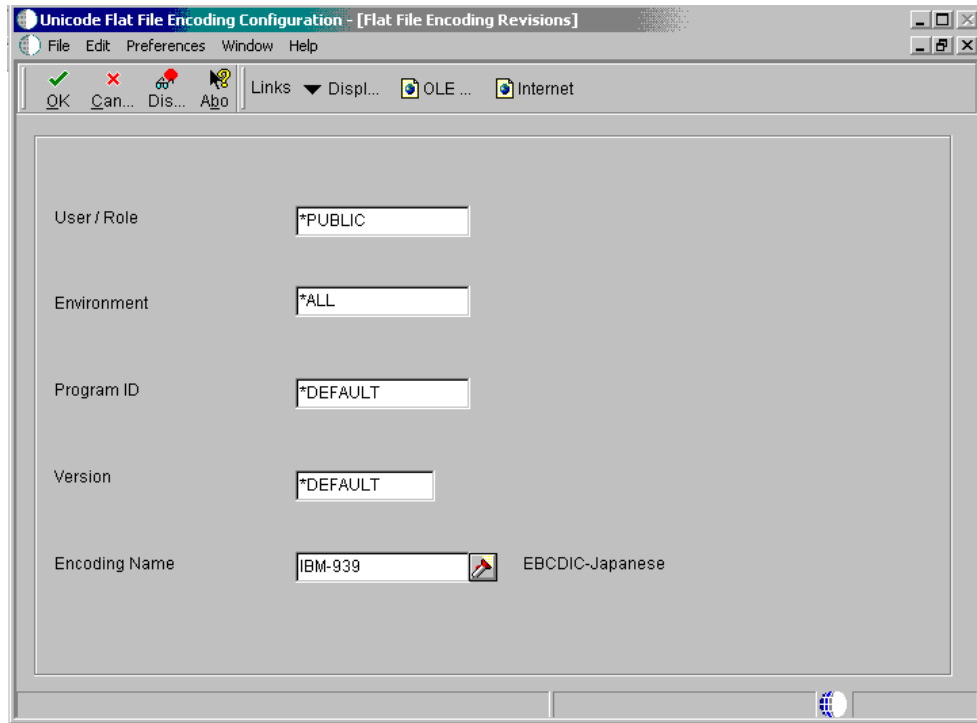 Unicode Flat File Encoding Configuration - [Flat File Encoding Revisions]
File Edit Preferences Window Help
OK Can... Dis... Abo Links Displ... OLE ... Internet
User / Role *PUBLIC
Environment *ALL
Program ID *DEFAULT
Version *DEFAULT
Encoding Name IBM-939 EBCDIC-Japanese